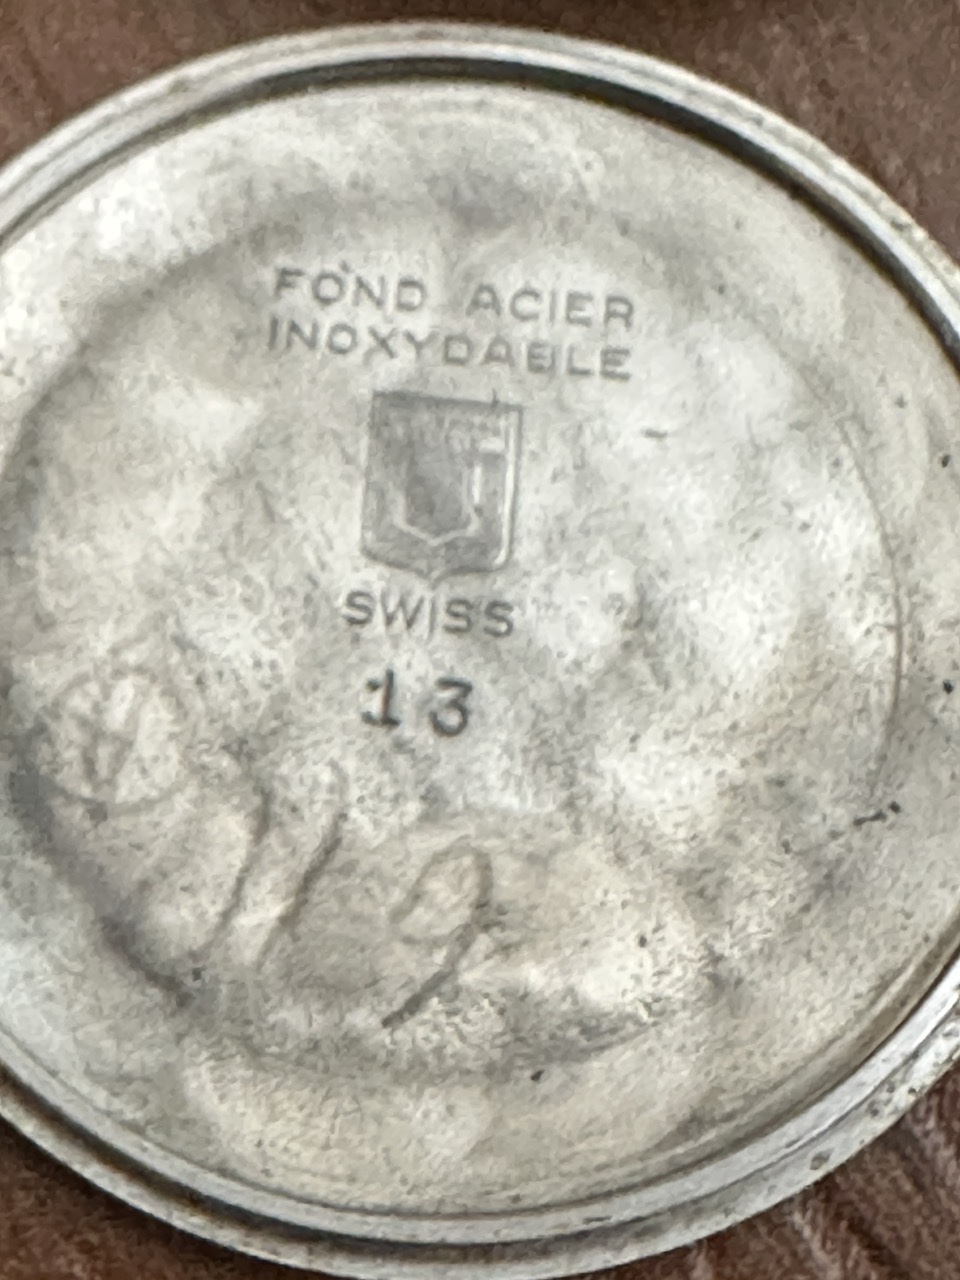 FOND ACIER
INOXYDABLE
SWISS
13